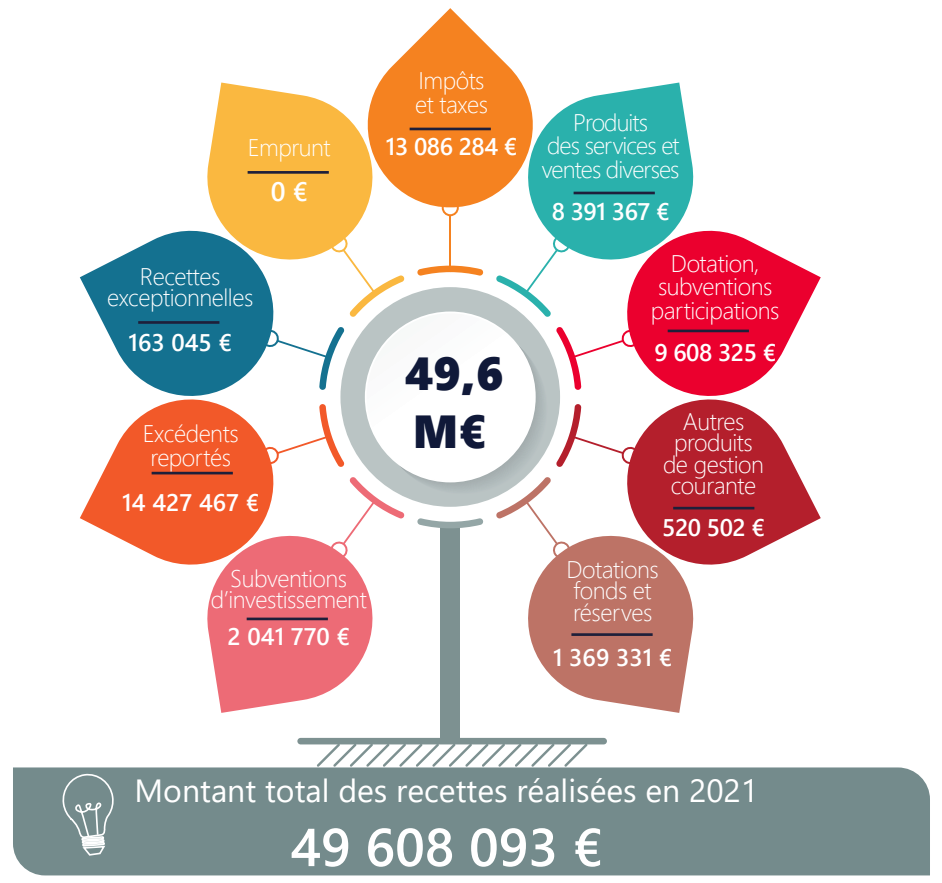 Impôts
et taxes
13 086 284 €
Produits
des services et
ventes diverses
8 391 367 €
Dotation,
subventions
participations
9 608 325 €
Autres
produits
de gestion
courante
520 502 €
Dotations
fonds et
réserves
1 369 331 €
Subventions
d'investissement
2 041 770 €
Excédents
reportés
14 427 467 €
Recettes
exceptionnelles
163 045 €
Emprunt
0 €
49,6
M€
Montant total des recettes réalisées en 2021
49 608 093 €